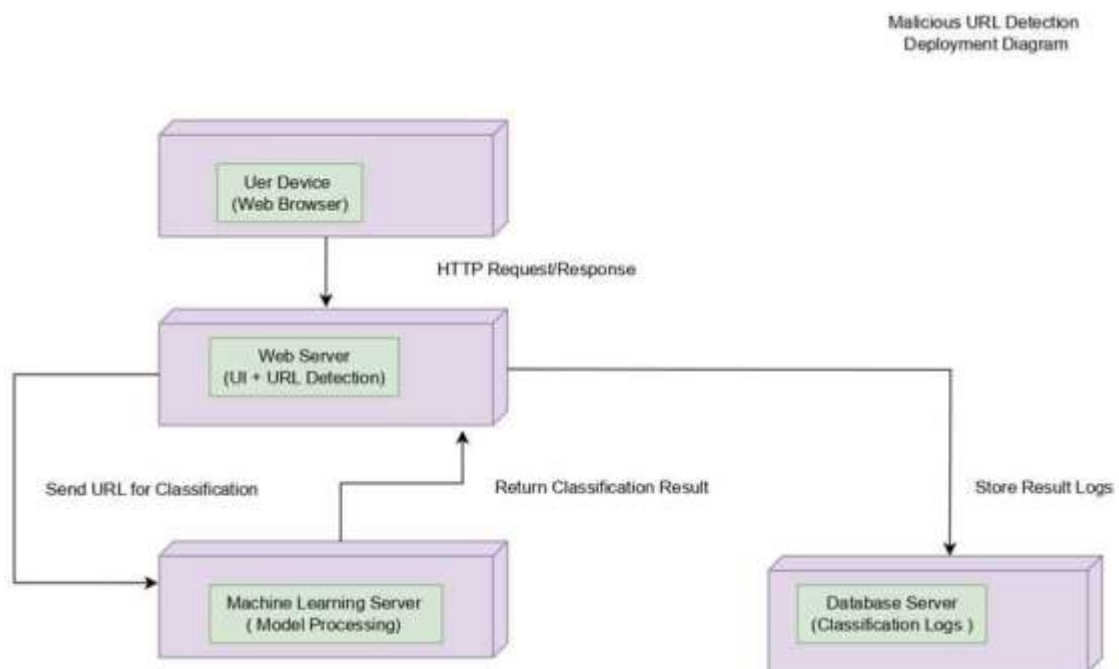 Malicious URL Detection
Deployment Diagram
Uer Device
(Web Browser)
HTTP Request/Response
Web Server
(UI + URL Detection)
Send URL for Classification
Return Classification Result
Store Result Logs
Machine Learning Server
( Model Processing)
Database Server
(Classification Logs )